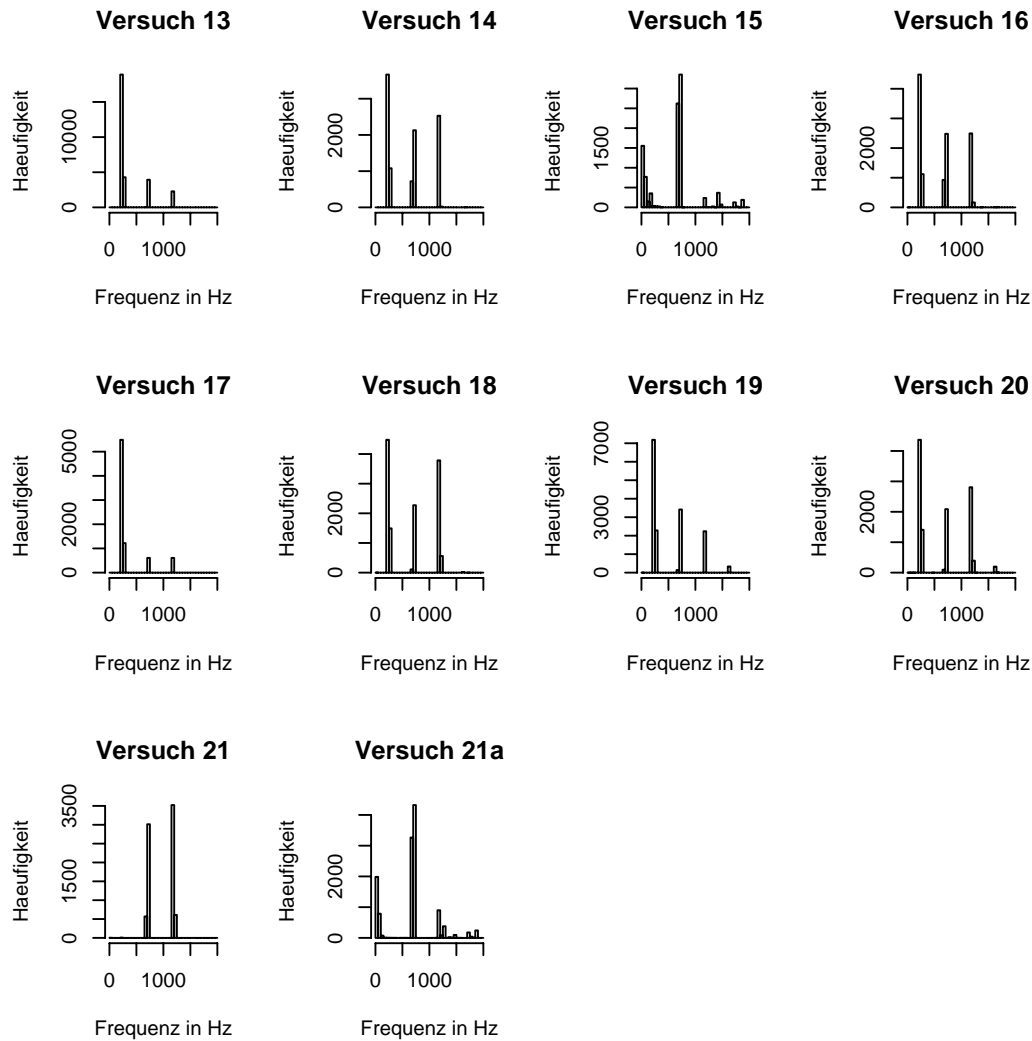 Versuch 13
Haeufigkeit
0
10000
0
1000
Frequenz in Hz
Versuch 14
Haeufigkeit
0
2000
0
1000
Frequenz in Hz
Versuch 15
Haeufigkeit
0
1500
0
1000
Frequenz in Hz
Versuch 16
Haeufigkeit
0
2000
0
1000
Frequenz in Hz
Versuch 17
Haeufigkeit
0
2000
5000
0
1000
Frequenz in Hz
Versuch 18
Haeufigkeit
0
2000
0
1000
Frequenz in Hz
Versuch 19
Haeufigkeit
0
3000
7000
0
1000
Frequenz in Hz
Versuch 20
Haeufigkeit
0
2000
0
1000
Frequenz in Hz
Versuch 21
Haeufigkeit
0
1500
3500
0
1000
Frequenz in Hz
Versuch 21a
Haeufigkeit
0
2000
0
1000
Frequenz in Hz